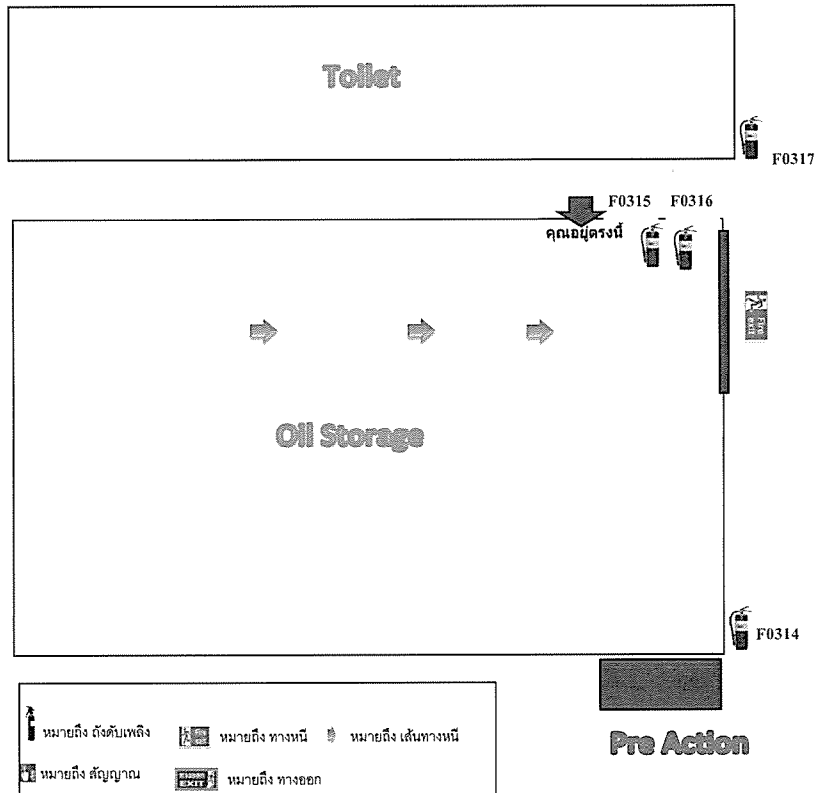 Toilet
F0317
F0315 F0316
คุณอยู่ตรงนี้
Fire exit
Oil Storage
F0314
หมายถึง ถังดับเพลิง หมายถึง ทางหนี หมายถึง เส้นทางหนี
Pre Action
หมายถึง สัญญาณ EXIT หมายถึง ทางออก